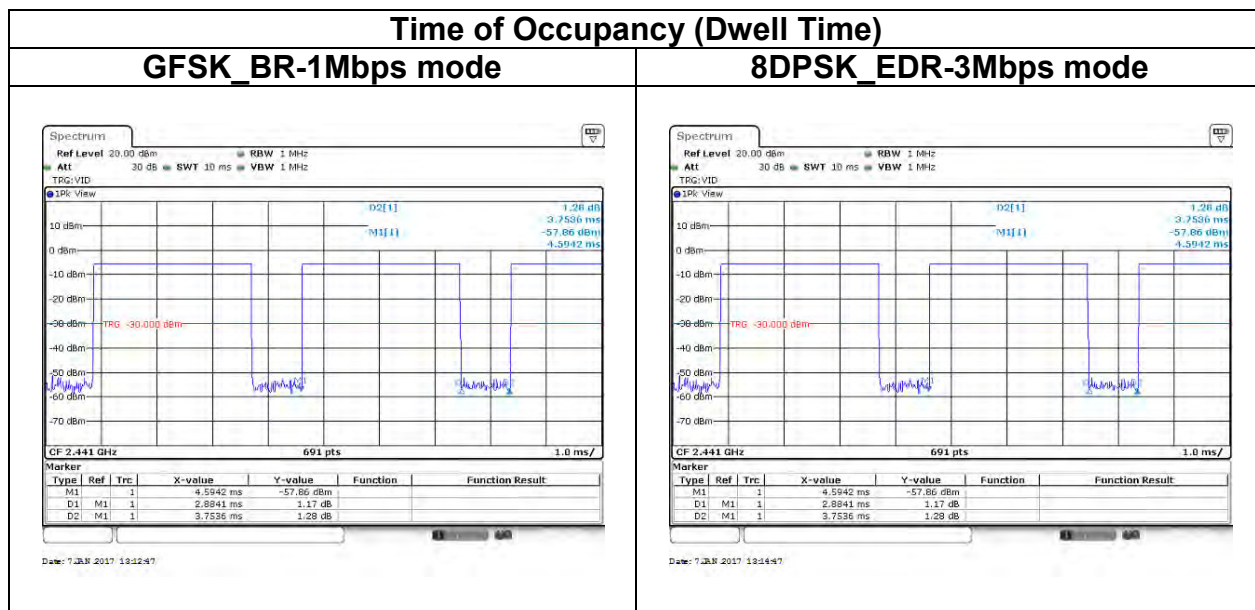 Time of Occupancy (Dwell Time)
GFSK_BR-1Mbps mode
8DPSK_EDR-3Mbps mode
Spectrum
Ref Level 20.00 dBm RBW 1 MHz
Att 30 dB SWT 10 ms VBW 1 MHz
TRG:VID
1Pk View
D2[1] 1.28 dB
3.7536 ms
10 dBm
M1[1] -57.86 dBm
4.5942 ms
0 dBm
-10 dBm
-20 dBm
-30 dBm
TRG -30.000 dBm
-40 dBm
-50 dBm
-60 dBm
-70 dBm
CF 2.441 GHz 691 pts 1.0 ms/
Marker
Type Ref Trc X-value Y-value Function Function Result
M1 1 4.5942 ms -57.86 dBm
D1 M1 1 2.8841 ms 1.17 dB
D2 M1 1 3.7536 ms 1.28 dB
Date: 7.JAN.2017 13:12:47
Spectrum
Ref Level 20.00 dBm RBW 1 MHz
Att 30 dB SWT 10 ms VBW 1 MHz
TRG:VID
1Pk View
D2[1] 1.28 dB
3.7536 ms
10 dBm
M1[1] -57.86 dBm
4.5942 ms
0 dBm
-10 dBm
-20 dBm
-30 dBm
TRG -30.000 dBm
-40 dBm
-50 dBm
-60 dBm
-70 dBm
CF 2.441 GHz 691 pts 1.0 ms/
Marker
Type Ref Trc X-value Y-value Function Function Result
M1 1 4.5942 ms -57.86 dBm
D1 M1 1 2.8841 ms 1.17 dB
D2 M1 1 3.7536 ms 1.28 dB
Date: 7.JAN.2017 13:14:47